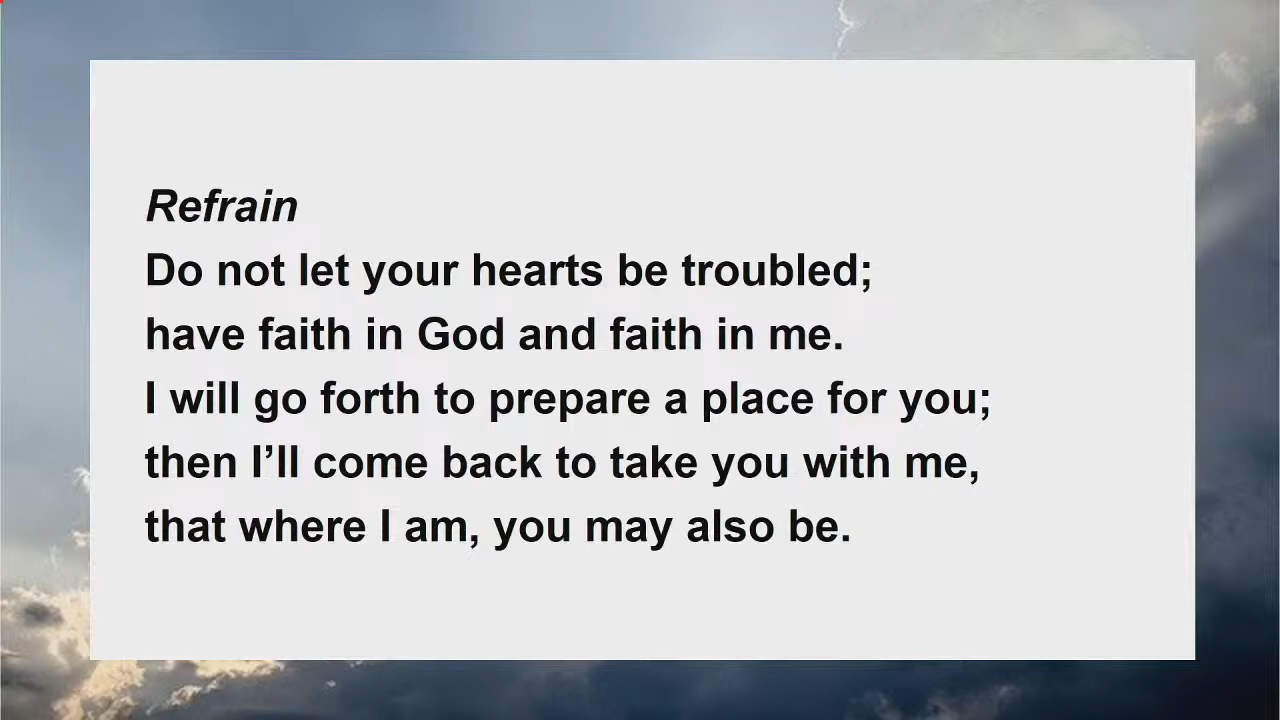 Refrain
Do not let your hearts be troubled;
have faith in God and faith in me.
I will go forth to prepare a place for you;
then I’ll come back to take you with me,
that where I am, you may also be.